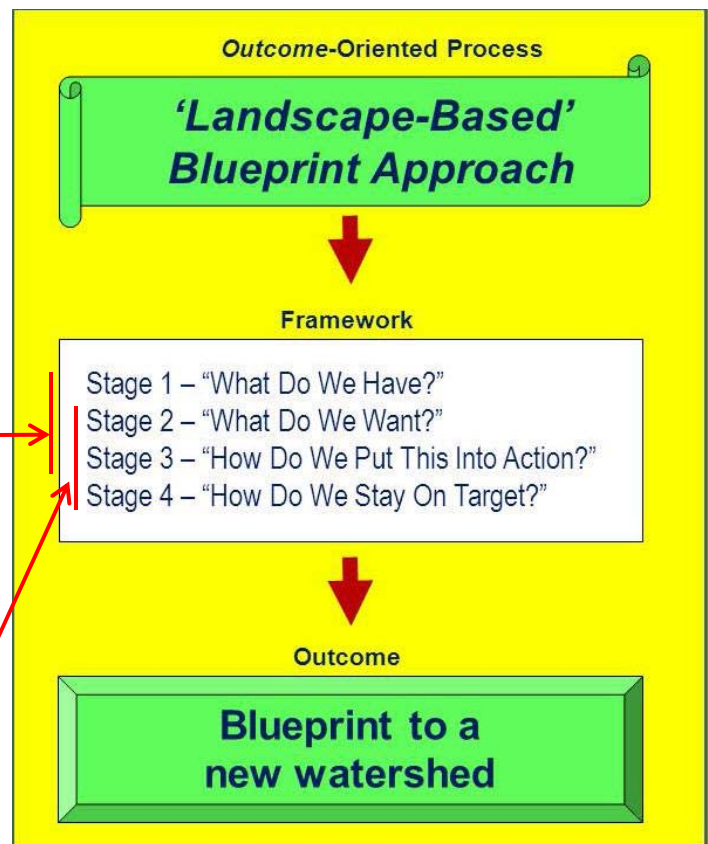 Outcome-Oriented Process
‘Landscape-Based’
Blueprint Approach
Framework
Stage 1 – “What Do We Have?”
Stage 2 – “What Do We Want?”
Stage 3 – “How Do We Put This Into Action?”
Stage 4 – “How Do We Stay On Target?”
Outcome
Blueprint to a
new watershed